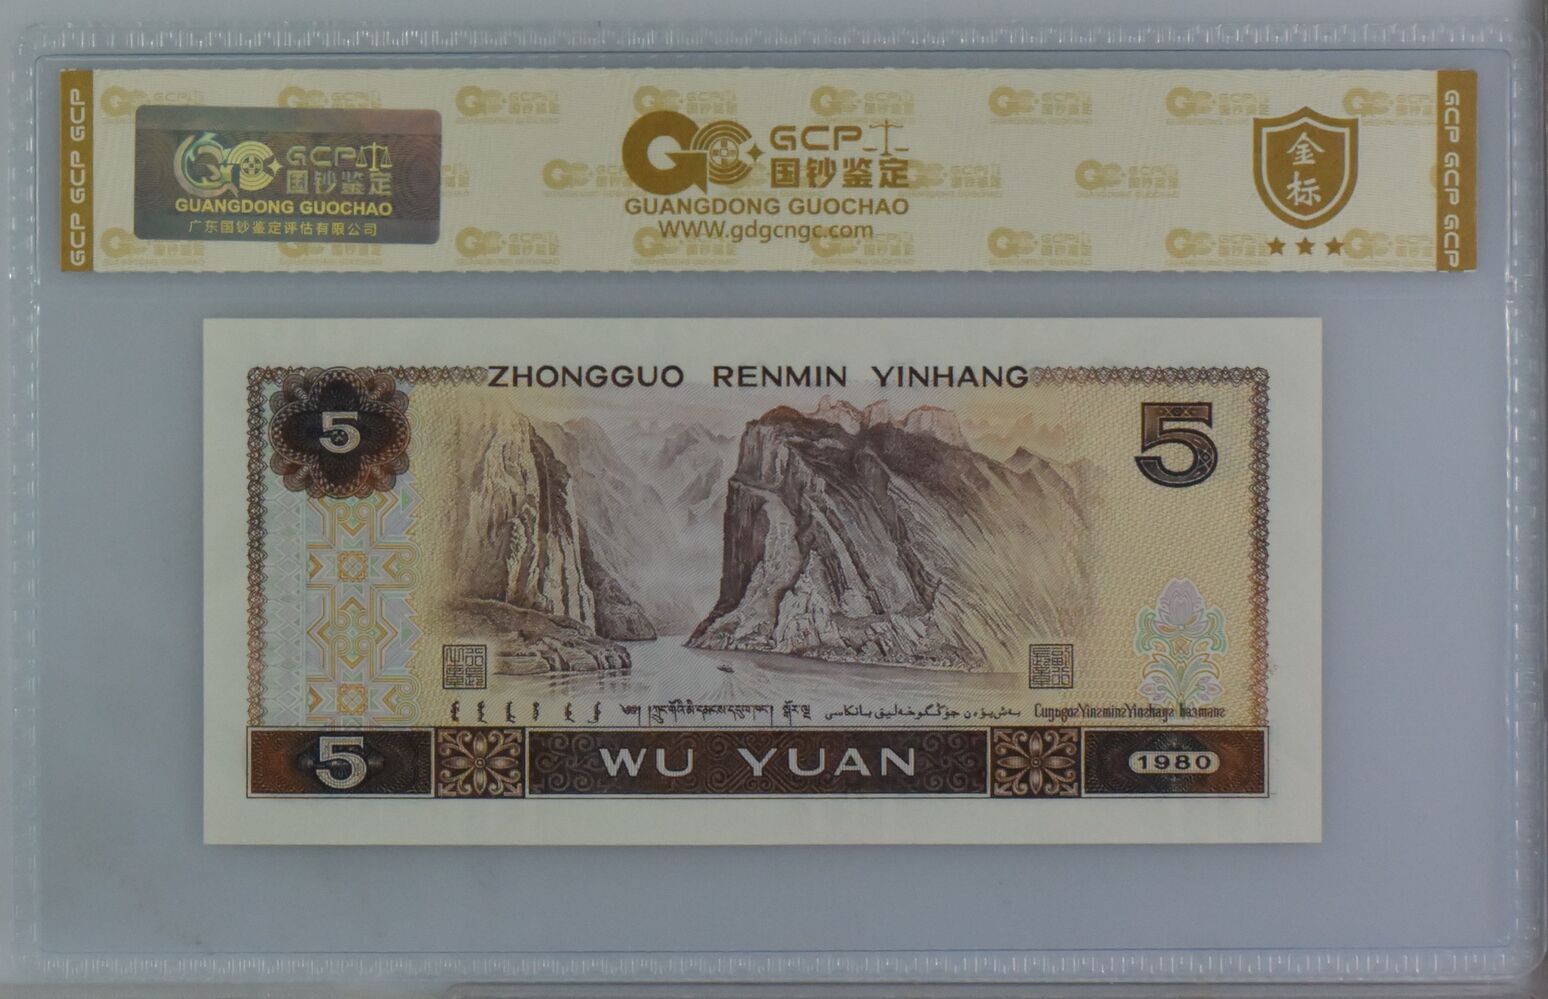 GCP GCP GCP
GCP
国钞鉴定
GUANGDONG GUOCHAO
广东国钞鉴定评估有限公司
GCP
国钞鉴定
GUANGDONG GUOCHAO
WWW.gdgcngc.com
金标
GCP GCP GCP
ZHONGGUO RENMIN YINHANG
5
5
5
WU YUAN
1980